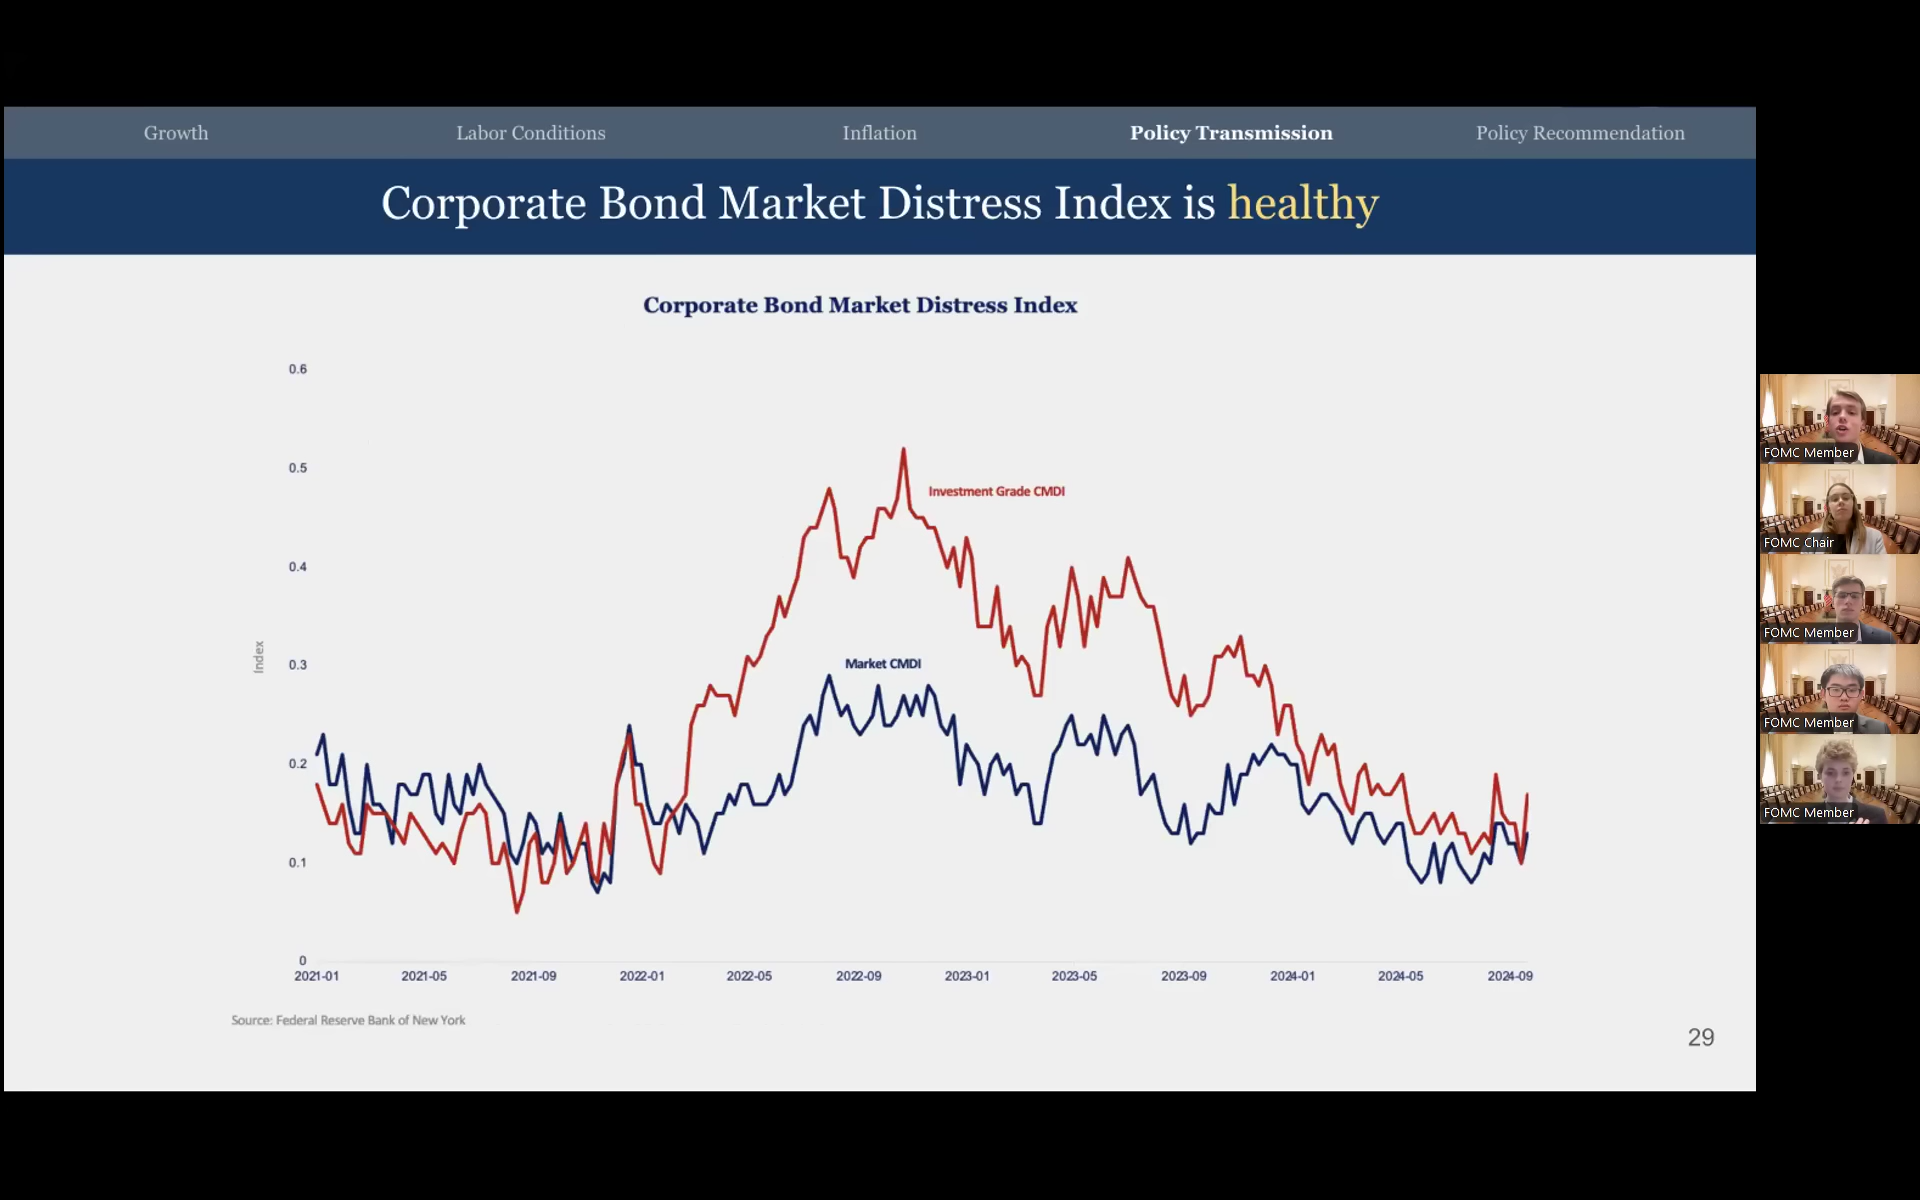 Growth Labor Conditions Inflation Policy Transmission Policy Recommendation
Corporate Bond Market Distress Index is healthy
Corporate Bond Market Distress Index
0.6
0.5
0.4
0.3
0.2
0.1
0
Index
Investment Grade CMDI
Market CMDI
2021-01 2021-05 2021-09 2022-01 2022-05 2022-09 2023-01 2023-05 2023-09 2024-01 2024-05 2024-09
Source: Federal Reserve Bank of New York
29
FOMC Member
FOMC Chair
FOMC Member
FOMC Member
FOMC Member